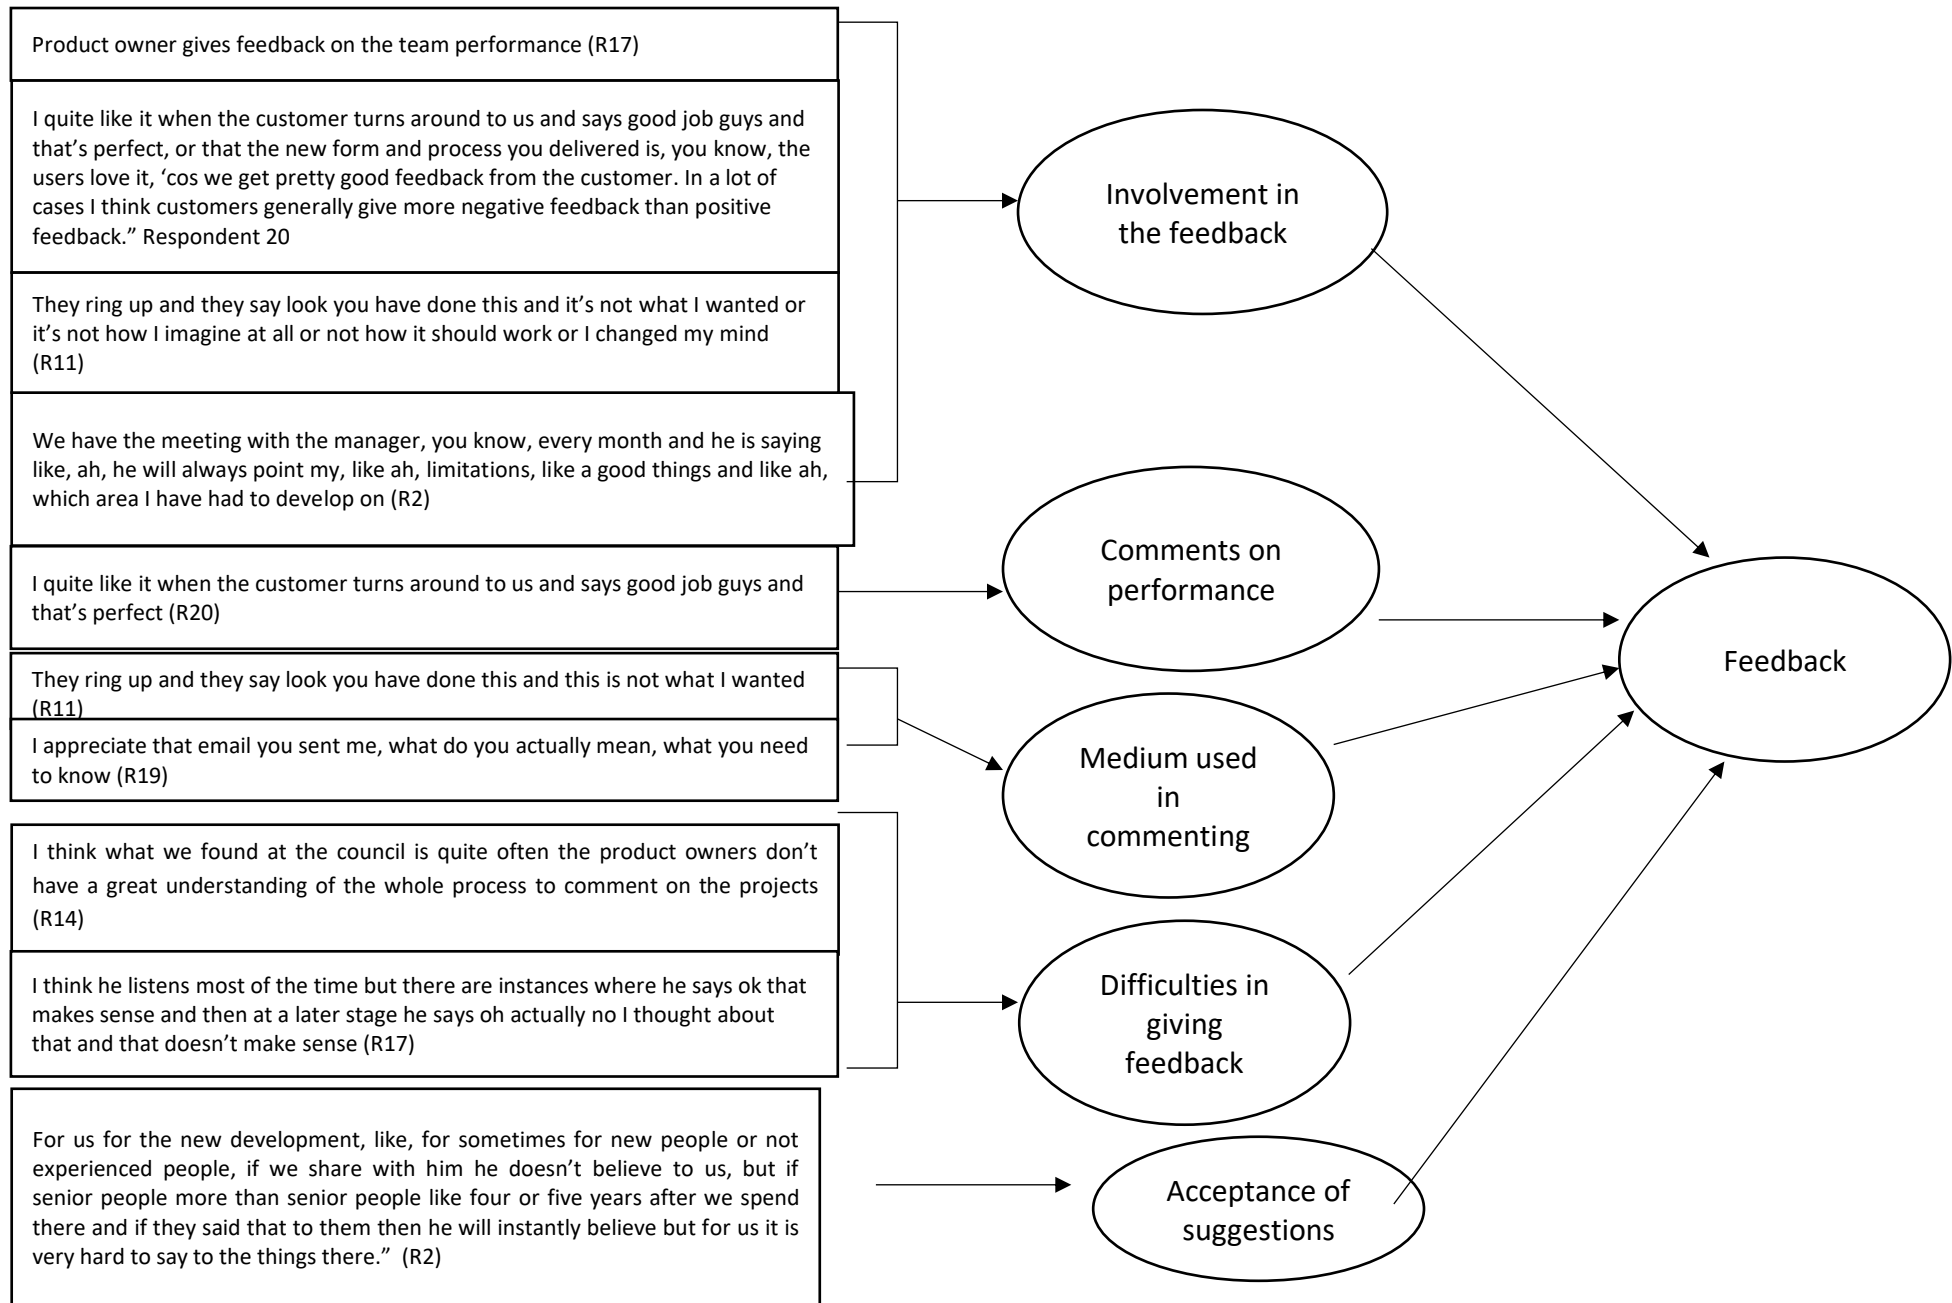 Product owner gives feedback on the team performance (R17)
I quite like it when the customer turns around to us and says good job guys and
that’s perfect, or that the new form and process you delivered is, you know, the
users love it, ‘cos we get pretty good feedback from the customer. In a lot of
cases I think customers generally give more negative feedback than positive
feedback.” Respondent 20
They ring up and they say look you have done this and it’s not what I wanted or
it’s not how I imagine at all or not how it should work or I changed my mind
(R11)
We have the meeting with the manager, you know, every month and he is saying
like, ah, he will always point my, like ah, limitations, like a good things and like ah,
which area I have had to develop on (R2)
I quite like it when the customer turns around to us and says good job guys and
that’s perfect (R20)
They ring up and they say look you have done this and this is not what I wanted
(R11)
I appreciate that email you sent me, what do you actually mean, what you need
to know (R19)
I think what we found at the council is quite often the product owners don’t
have a great understanding of the whole process to comment on the projects
(R14)
I think he listens most of the time but there are instances where he says ok that
makes sense and then at a later stage he says oh actually no I thought about
that and that doesn’t make sense (R17)
For us for the new development, like, for sometimes for new people or not
experienced people, if we share with him he doesn’t believe to us, but if
senior people more than senior people like four or five years after we spend
there and if they said that to them then he will instantly believe but for us it is
very hard to say to the things there.” (R2)
Involvement in
the feedback
Comments on
performance
Medium used
in
commenting
Difficulties in
giving
feedback
Acceptance of
suggestions
Feedback